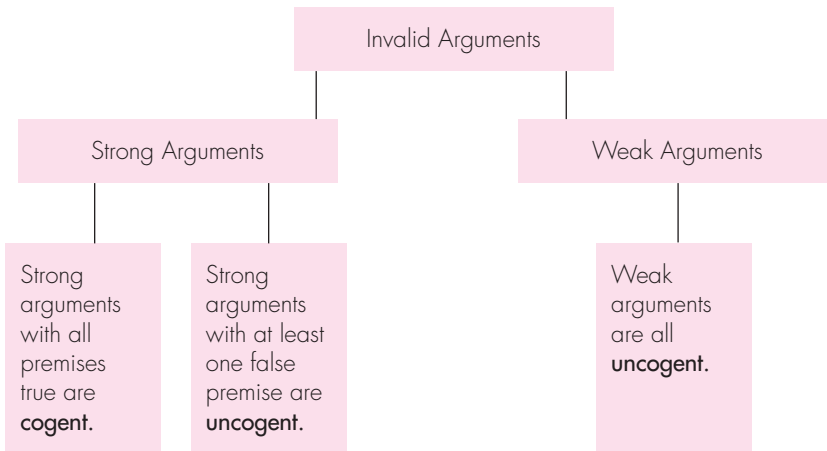 Invalid Arguments
Strong Arguments
Weak Arguments
Strong
arguments
with all
premises
true are
cogent.
Strong
arguments
with at least
one false
premise are
uncogent.
Weak
arguments
are all
uncogent.